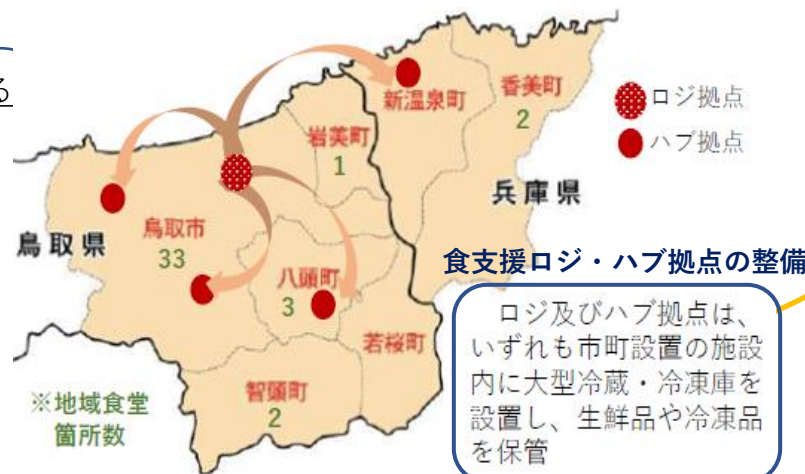 る
新温泉町
香美町
2
ロジ拠点
ハブ拠点
岩美町
1
兵庫県
鳥取県
鳥取市
33
八頭町
3
若桜町
智頭町
2
※地域食堂
箇所数
食支援ロジ・ハブ拠点の整備
ロジ及びハブ拠点は、
いずれも市町設置の施設
内に大型冷蔵・冷凍庫を
設置し、生鮮品や冷凍品
を保管